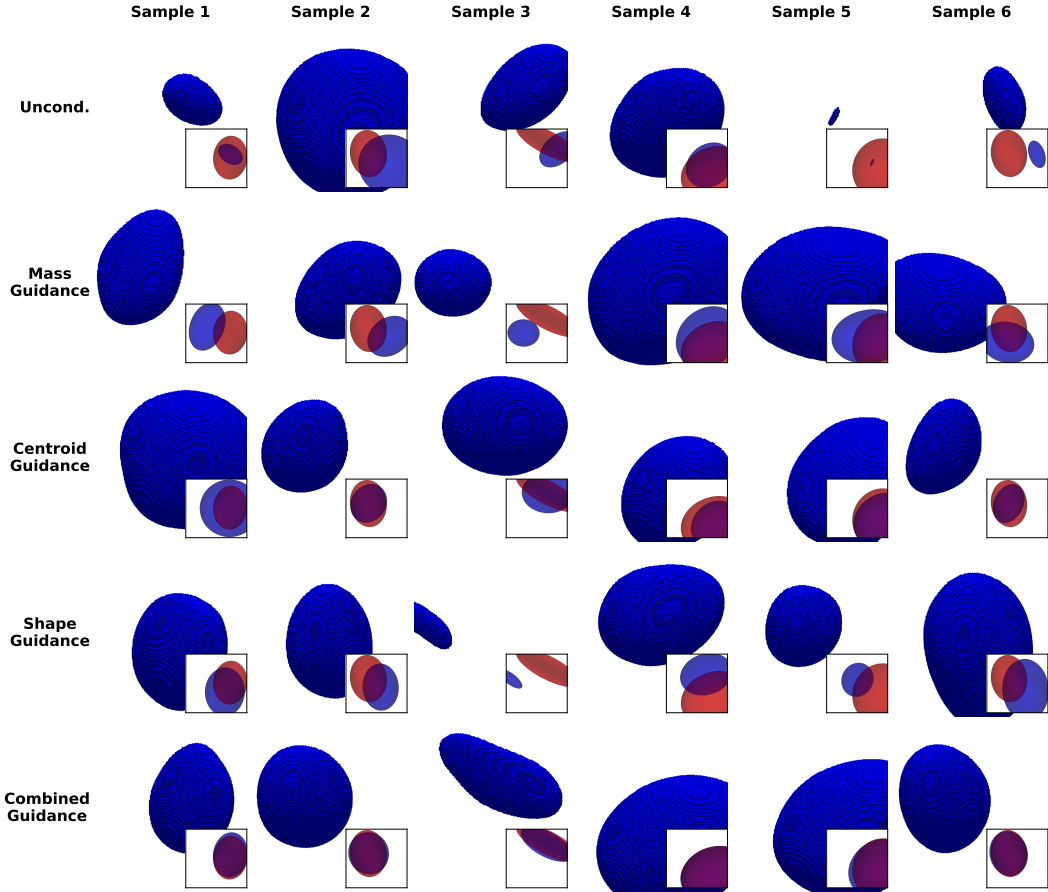 Sample 1 Sample 2 Sample 3 Sample 4 Sample 5 Sample 6
Uncond.
Mass
Guidance
Centroid
Guidance
Shape
Guidance
Combined
Guidance